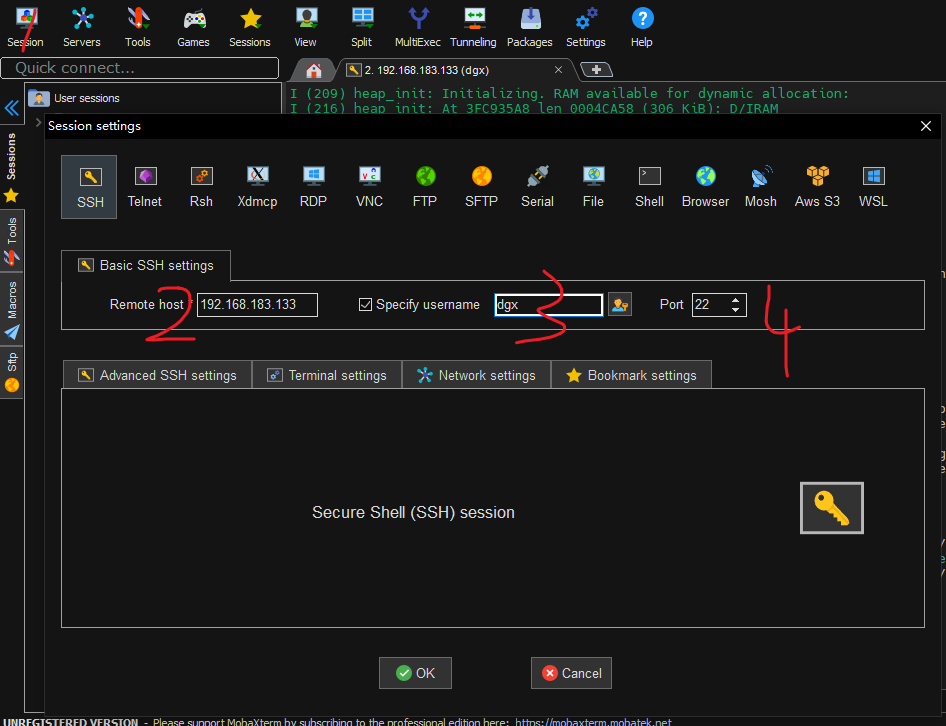 Session Servers Tools Games Sessions View Split MultiExec Tunneling Packages Settings Help
1
Quick connect...
2. 192.168.183.133 (dgx)
User sessions
I (209) heap_init: Initializing. RAM available for dynamic allocation:
I (216) heap_init: At 3FC935A8 len 0004CA58 (306 KiB): D/IRAM
Session settings
Sessions
Tools
Macros
Sftp
SSH Telnet Rsh Xdmcp RDP VNC FTP SFTP Serial File Shell Browser Mosh Aws S3 WSL
Basic SSH settings
Remote host * 192.168.183.133 Specify username dgx Port 22
2 3 4
Advanced SSH settings Terminal settings Network settings Bookmark settings
Secure Shell (SSH) session
OK Cancel
UNREGISTERED VERSION - Please support MobaXterm by subscribing to the professional edition here: https://mobaxterm.mobatek.net